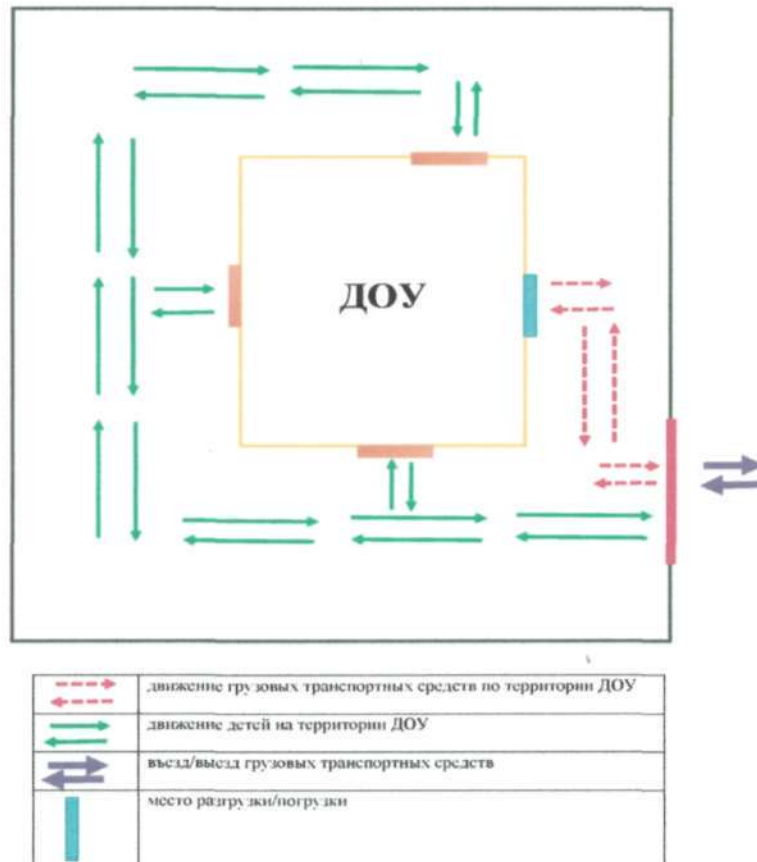 ДОУ
движение грузовых транспортных средств по территории ДОУ
движение детей на территории ДОУ
въезд/выезд грузовых транспортных средств
место разгрузки/погрузки